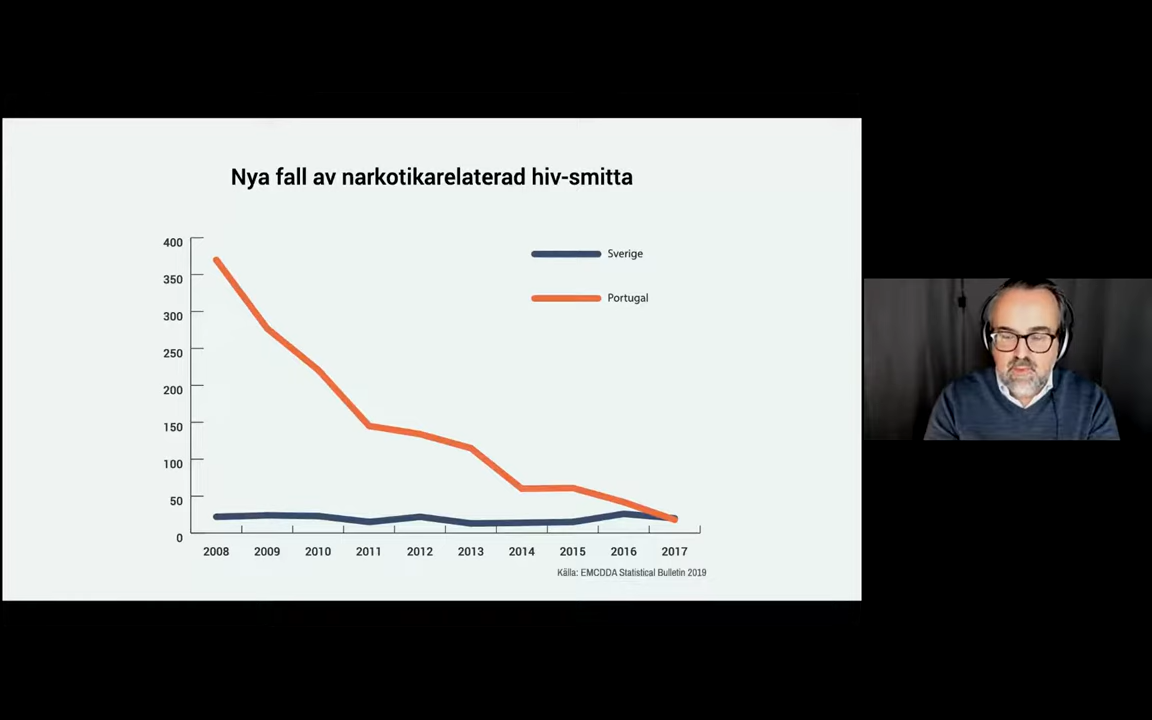 Nya fall av narkotikarelaterad hiv-smitta
400
350
300
250
200
150
100
50
0
Sverige
Portugal
2008 2009 2010 2011 2012 2013 2014 2015 2016 2017
Källa: EMCDDA Statistical Bulletin 2019